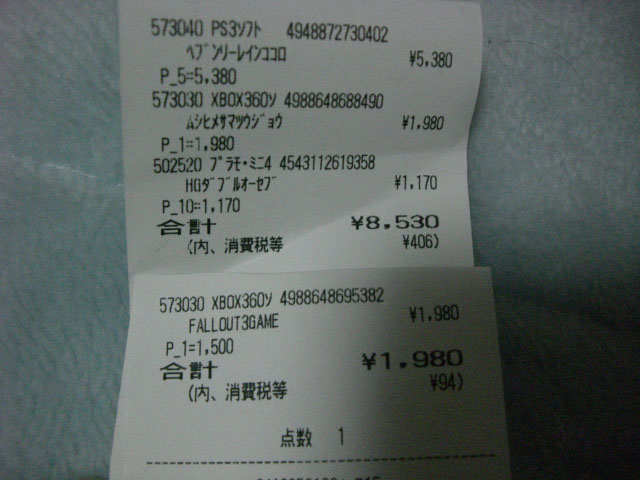 573040 PS3ｿﾌﾄ 4948872730402
ﾍﾌﾞﾝﾘｰﾚｲﾝｺｺﾛ ¥5,380
P_5=5,380
573030 XBOX360ｿ 4988648688490
ﾑｼﾋﾒｻﾏﾂｳｼﾞｮｳ ¥1,980
P_1=1,980
502520 ﾌﾟﾗﾓ･ﾐﾆ4 4543112619358
HGﾀﾞﾌﾞﾙｵｰｾﾌﾞ ¥1,170
P_10=1,170
合計 ¥8,530
(内、消費税等 ¥406)
573030 XBOX360ｿ 4988648695382
FALLOUT3GAME ¥1,980
P_1=1,500
合計 ¥1,980
(内、消費税等 ¥94)
点数 1